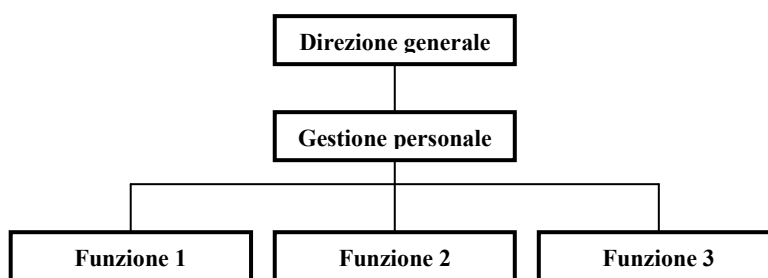 Direzione generale
Gestione personale
Funzione 1
Funzione 2
Funzione 3